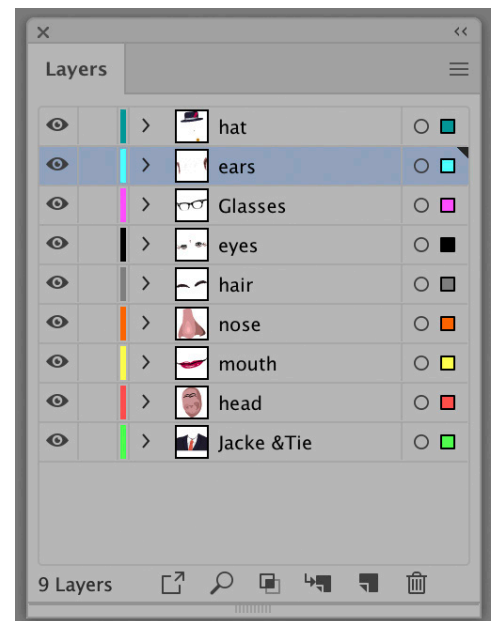 Layers
hat
ears
Glasses
eyes
hair
nose
mouth
head
Jacke &Tie
9 Layers